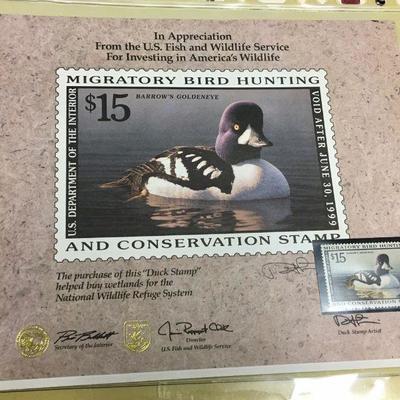 In Appreciation
From the U.S. Fish and Wildlife Service
For Investing in America's Wildlife
MIGRATORY BIRD HUNTING
$15
BARROW'S GOLDENEYE
U.S. DEPARTMENT OF THE INTERIOR
VOID AFTER JUNE 30, 1999
AND CONSERVATION STAMP
MIGRATORY BIRD HUNTING
$15
AND CONSERVATION
The purchase of this "Duck Stamp"
helped buy wetlands for the
National Wildlife Refuge System
Secretary of the Interior
Director
U.S. Fish and Wildlife Service
Duck Stamp Artist